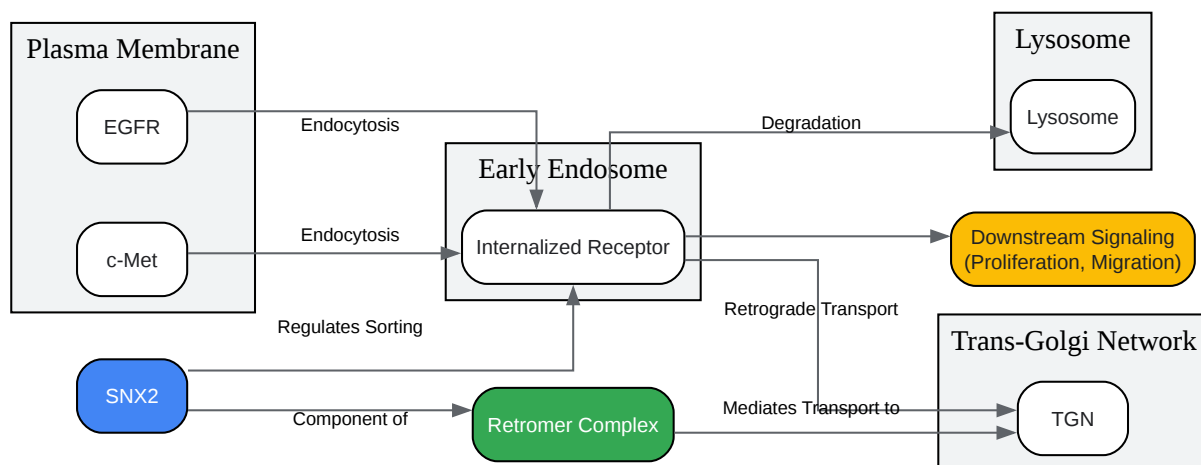 Plasma Membrane
EGFR
c-Met
Endocytosis
Endocytosis
Early Endosome
Internalized Receptor
Degradation
Lysosome
Lysosome
Downstream Signaling
(Proliferation, Migration)
Regulates Sorting
Retrograde Transport
SNX2
Component of
Retromer Complex
Mediates Transport to
Trans-Golgi Network
TGN